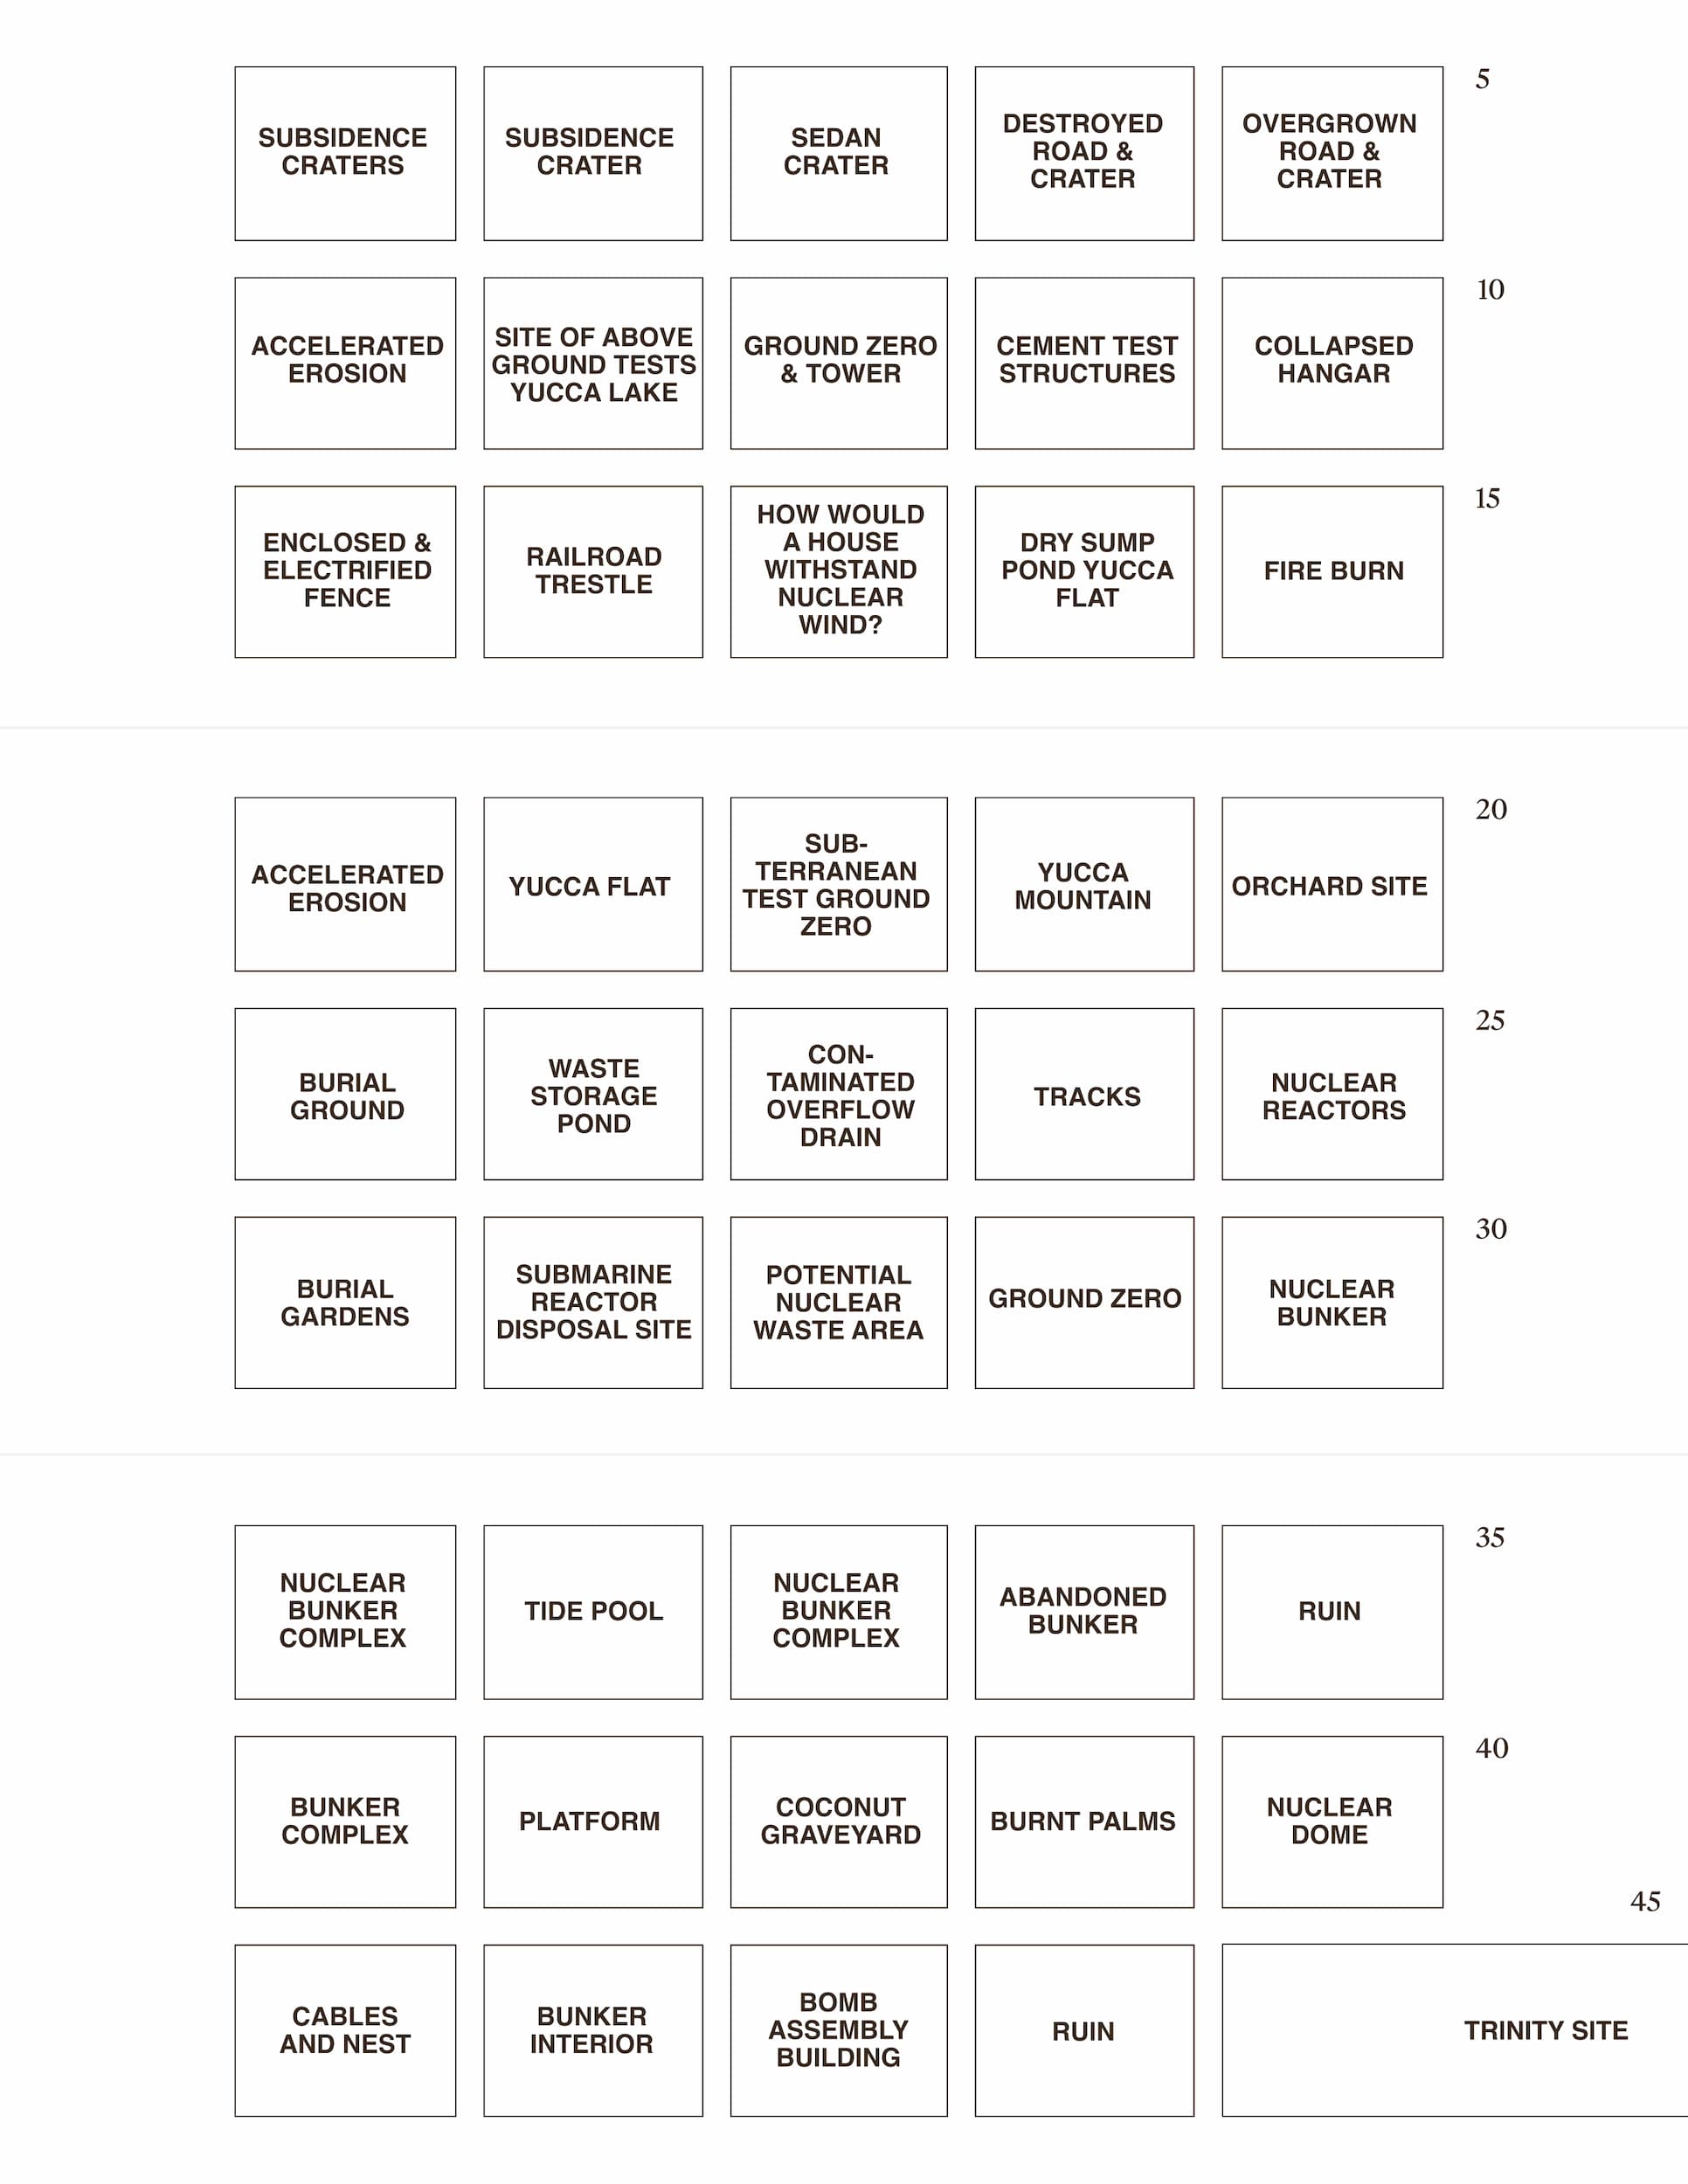 SUBSIDENCE
CRATERS
SUBSIDENCE
CRATER
SEDAN
CRATER
DESTROYED
ROAD &
CRATER
OVERGROWN
ROAD &
CRATER
5
ACCELERATED
EROSION
SITE OF ABOVE
GROUND TESTS
YUCCA LAKE
GROUND ZERO
& TOWER
CEMENT TEST
STRUCTURES
COLLAPSED
HANGAR
10
ENCLOSED &
ELECTRIFIED
FENCE
RAILROAD
TRESTLE
HOW WOULD
A HOUSE
WITHSTAND
NUCLEAR
WIND?
DRY SUMP
POND YUCCA
FLAT
FIRE BURN
15
ACCELERATED
EROSION
YUCCA FLAT
SUB-
TERRANEAN
TEST GROUND
ZERO
YUCCA
MOUNTAIN
ORCHARD SITE
20
BURIAL
GROUND
WASTE
STORAGE
POND
CON-
TAMINATED
OVERFLOW
DRAIN
TRACKS
NUCLEAR
REACTORS
25
BURIAL
GARDENS
SUBMARINE
REACTOR
DISPOSAL SITE
POTENTIAL
NUCLEAR
WASTE AREA
GROUND ZERO
NUCLEAR
BUNKER
30
NUCLEAR
BUNKER
COMPLEX
TIDE POOL
NUCLEAR
BUNKER
COMPLEX
ABANDONED
BUNKER
RUIN
35
BUNKER
COMPLEX
PLATFORM
COCONUT
GRAVEYARD
BURNT PALMS
NUCLEAR
DOME
40
CABLES
AND NEST
BUNKER
INTERIOR
BOMB
ASSEMBLY
BUILDING
RUIN
TRINITY SITE
45